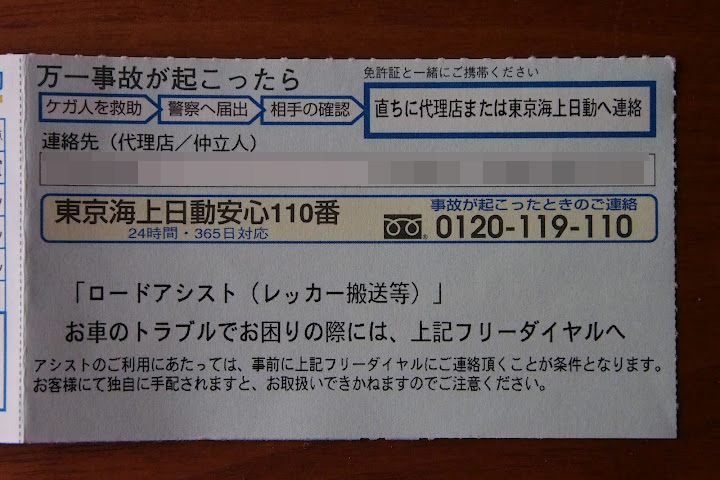 万一事故が起こったら
免許証と一緒にご携帯ください
ケガ人を救助 警察へ届出 相手の確認 直ちに代理店または東京海上日動へ連絡
連絡先（代理店／仲立人）
東京海上日動安心110番
24時間・365日対応
事故が起こったときのご連絡
0120-119-110
「ロードアシスト（レッカー搬送等）」
お車のトラブルでお困りの際には、上記フリーダイヤルへ
アシストのご利用にあたっては、事前に上記フリーダイヤルにご連絡頂くことが条件となります。
お客様にて独自に手配されますと、お取扱いできかねますのでご注意ください。